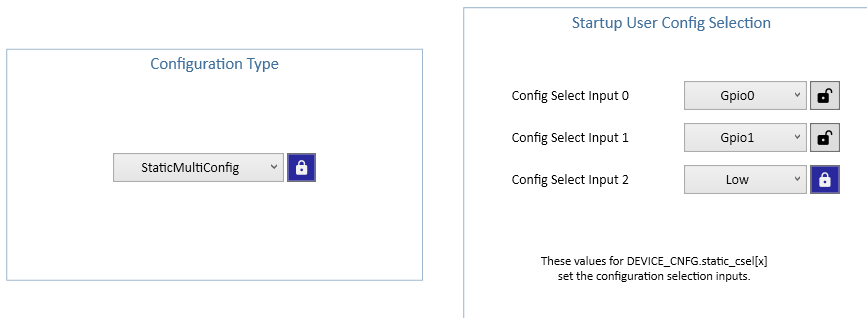 Configuration Type
StaticMultiConfig
Startup User Config Selection
Config Select Input 0
Gpio0
Config Select Input 1
Gpio1
Config Select Input 2
Low
These values for DEVICE_CNFG.static_csel[x]
set the configuration selection inputs.